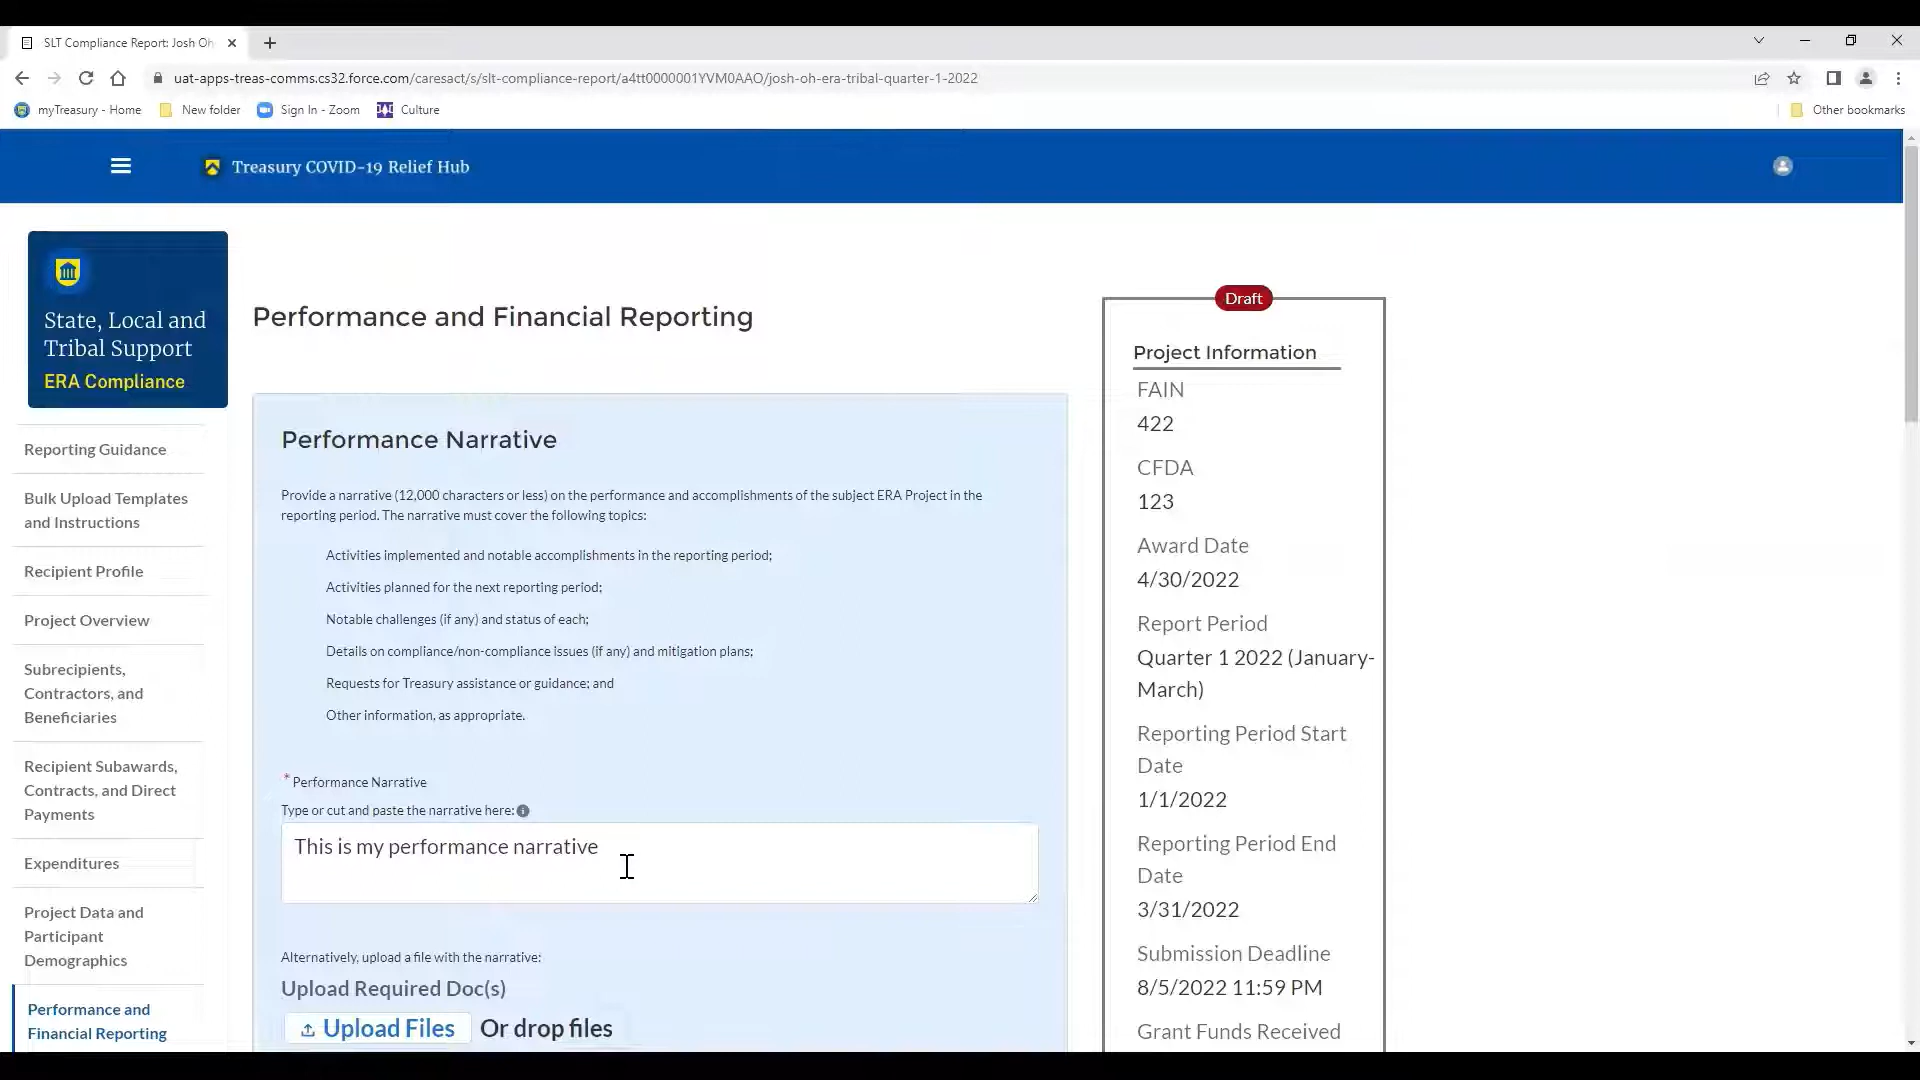 SLT Compliance Report: Josh Oh
uat-apps-treas-comms.cs32.force.com/caresact/s/slt-compliance-report/a4tt0000001YVM0AAO/josh-oh-era-tribal-quarter-1-2022
myTreasury - Home
New folder
Sign In - Zoom
Culture
Other bookmarks
Treasury COVID-19 Relief Hub
State, Local and
Tribal Support
ERA Compliance
Reporting Guidance
Bulk Upload Templates
and Instructions
Recipient Profile
Project Overview
Subrecipients,
Contractors, and
Beneficiaries
Recipient Subawards,
Contracts, and Direct
Payments
Expenditures
Project Data and
Participant
Demographics
Performance and
Financial Reporting
Performance and Financial Reporting
Performance Narrative
Provide a narrative (12,000 characters or less) on the performance and accomplishments of the subject ERA Project in the
reporting period. The narrative must cover the following topics:
Activities implemented and notable accomplishments in the reporting period;
Activities planned for the next reporting period;
Notable challenges (if any) and status of each;
Details on compliance/non-compliance issues (if any) and mitigation plans;
Requests for Treasury assistance or guidance; and
Other information, as appropriate.
* Performance Narrative
Type or cut and paste the narrative here:
This is my performance narrative
Alternatively, upload a file with the narrative:
Upload Required Doc(s)
Upload Files Or drop files
Draft
Project Information
FAIN
422
CFDA
123
Award Date
4/30/2022
Report Period
Quarter 1 2022 (January-
March)
Reporting Period Start
Date
1/1/2022
Reporting Period End
Date
3/31/2022
Submission Deadline
8/5/2022 11:59 PM
Grant Funds Received